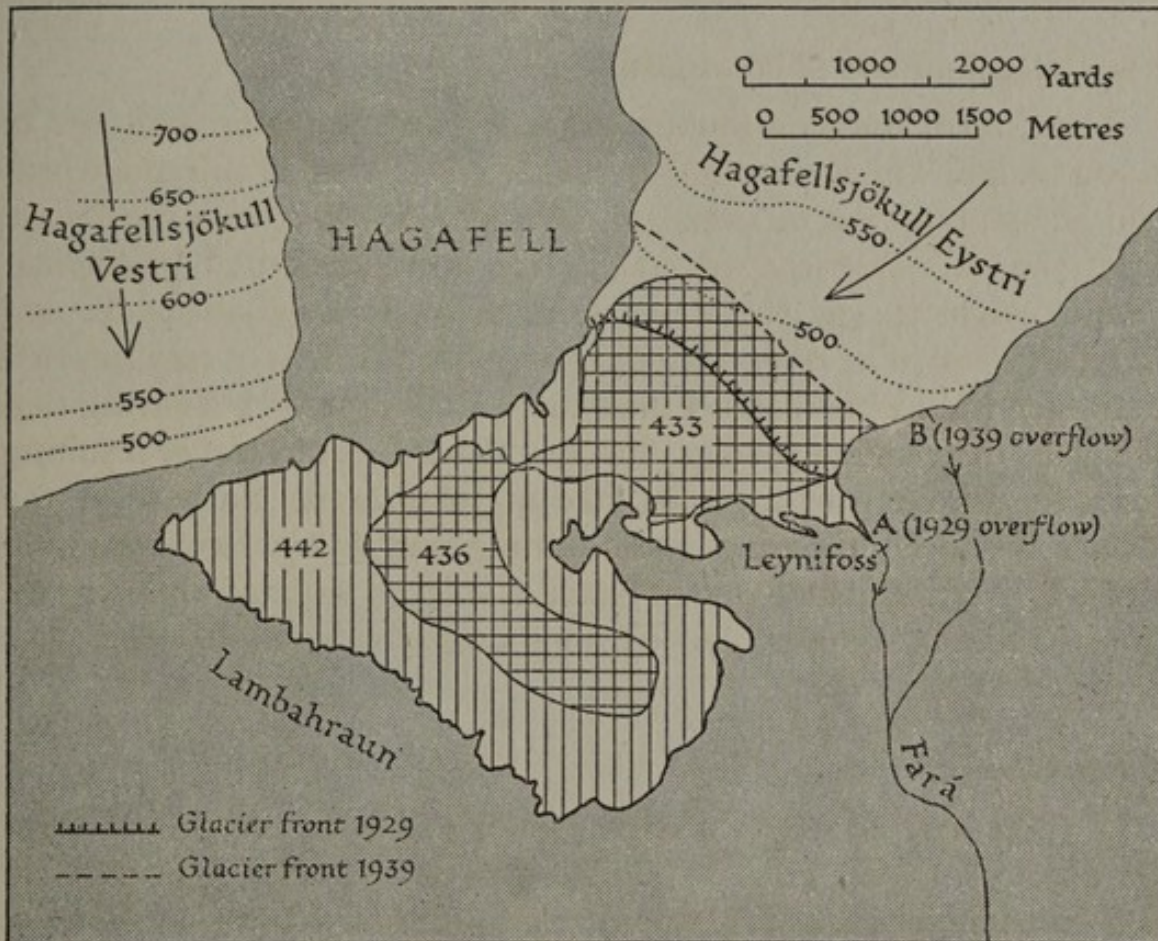 0 1000 2000 Yards
0 500 1000 1500 Metres
700
650
Hagafellsjökull
Vestri
600
550
500
HAGAFELL
Hagafellsjökull Eystri
550
500
433
B (1939 overflow)
A (1929 overflow)
Leynifoss
442
436
Lambahraun
Fará
Glacier front 1929
Glacier front 1939